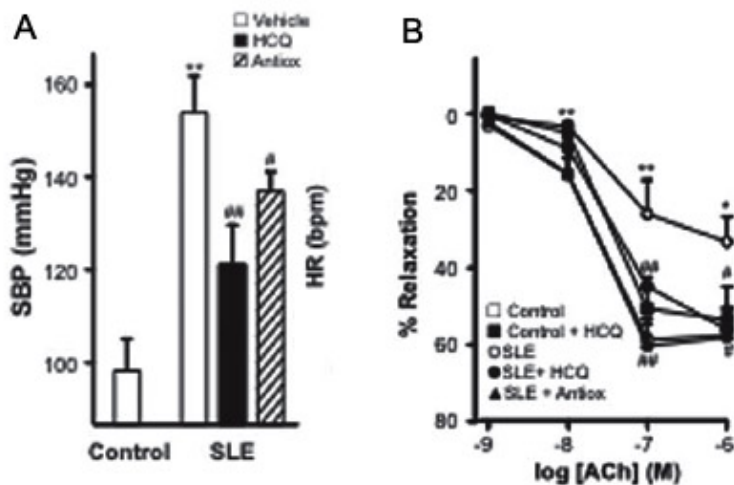 A
Vehicle
HCQ
Antiox
**
160
140
120
100
##
#
SBP (mmHg)
HR (bpm)
Control
SLE
B
0
20
40
60
80
% Relaxation
**
**
*
##
#
##
Control
Control + HCQ
SLE
SLE+ HCQ
SLE + Antiox
-9
-8
-7
-6
log [ACh] (M)